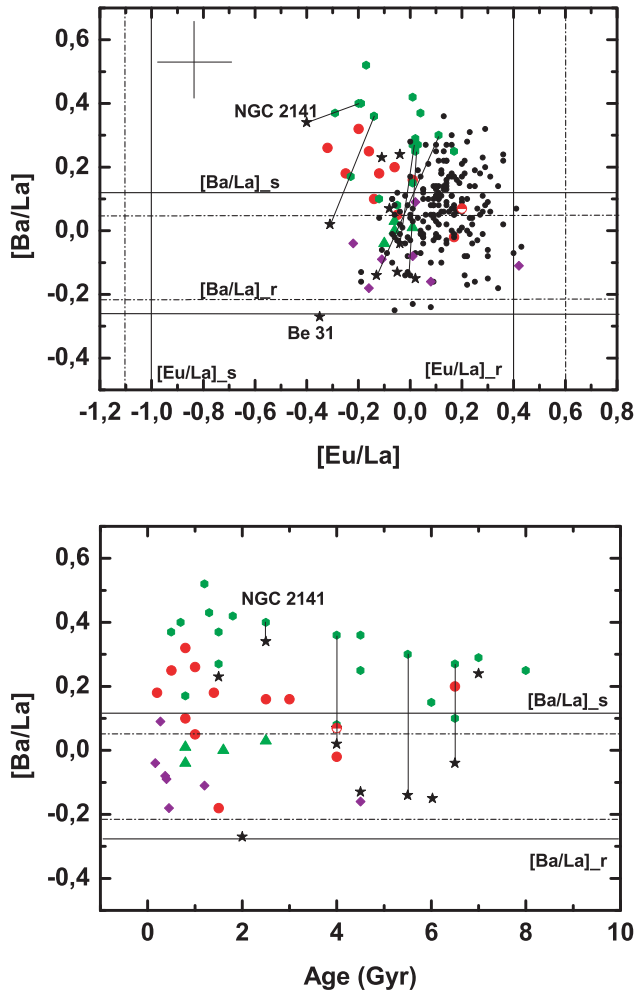 0,6
0,4
0,2
0,0
-0,2
-0,4
[Ba/La]
NGC 2141
[Ba/La]_s
[Ba/La]_r
Be 31
[Eu/La]_s
[Eu/La]_r
-1,2 -1,0 -0,8 -0,6 -0,4 -0,2 0,0 0,2 0,4 0,6 0,8
[Eu/La]
0,6
0,4
0,2
0,0
-0,2
-0,4
[Ba/La]
NGC 2141
[Ba/La]_s
[Ba/La]_r
0 2 4 6 8 10
Age (Gyr)